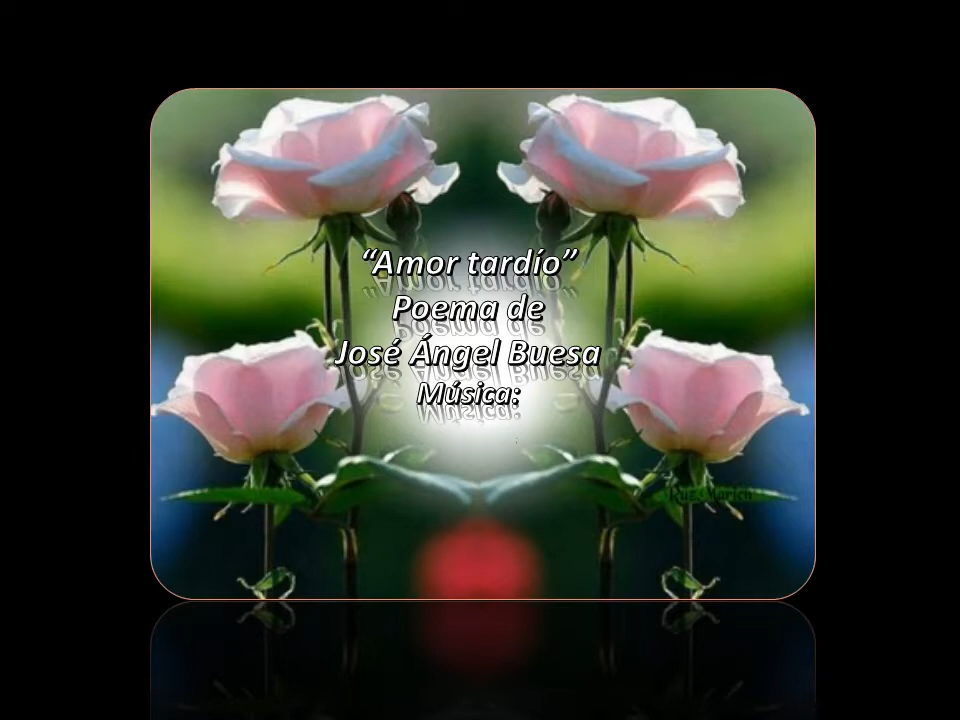 “Amor tardío”
Poema de
José Ángel Buesa
Música: